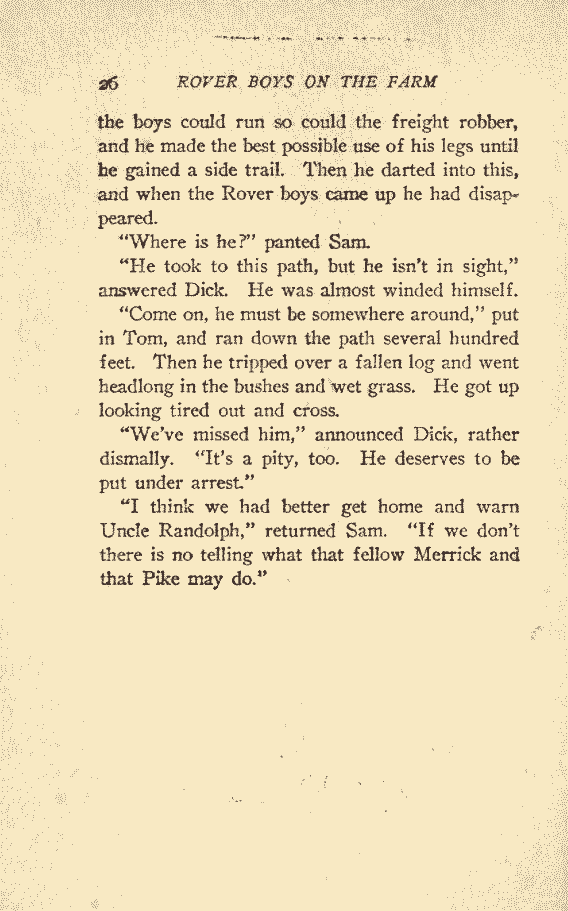 26 ROVER BOYS ON THE FARM
the boys could run so could the freight robber,
and he made the best possible use of his legs until
he gained a side trail. Then he darted into this,
and when the Rover boys came up he had disap-
peared.
"Where is he?" panted Sam.
"He took to this path, but he isn't in sight,"
answered Dick. He was almost winded himself.
"Come on, he must be somewhere around," put
in Tom, and ran down the path several hundred
feet. Then he tripped over a fallen log and went
headlong in the bushes and wet grass. He got up
looking tired out and cross.
"We've missed him," announced Dick, rather
dismally. "It's a pity, too. He deserves to be
put under arrest."
"I think we had better get home and warn
Uncle Randolph," returned Sam. "If we don't
there is no telling what that fellow Merrick and
that Pike may do."